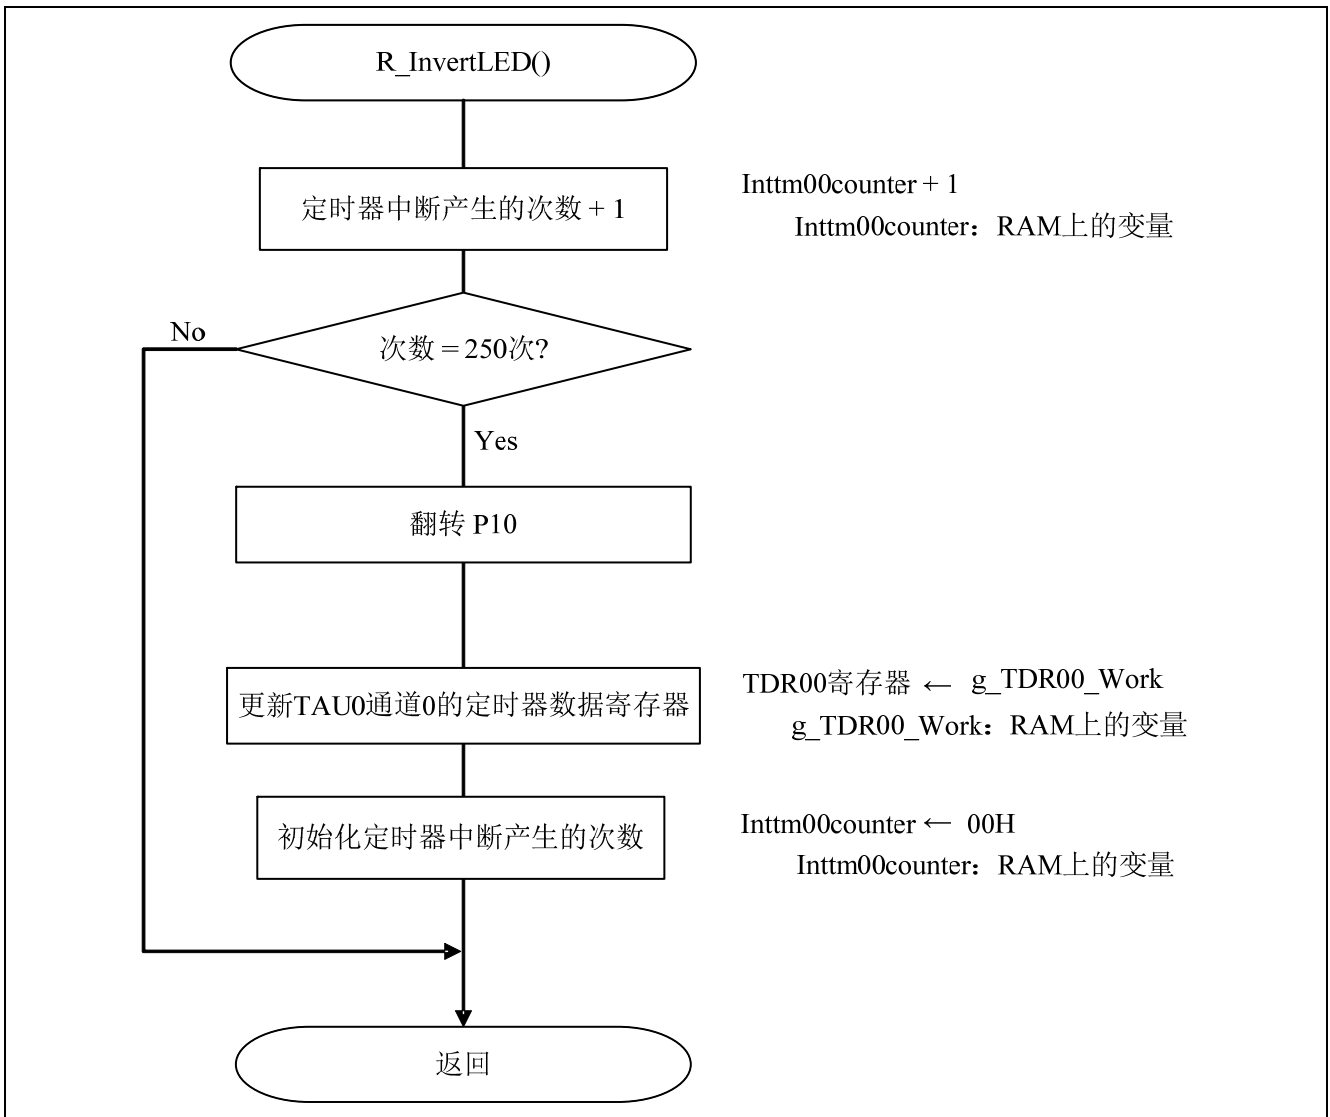 R_InvertLED()
定时器中断产生的次数 + 1
Inttm00counter + 1
Inttm00counter：RAM上的变量
No
次数 = 250次?
Yes
翻转 P10
更新TAU0通道0的定时器数据寄存器
TDR00寄存器 ← g_TDR00_Work
g_TDR00_Work：RAM上的变量
初始化定时器中断产生的次数
Inttm00counter ← 00H
Inttm00counter：RAM上的变量
返回